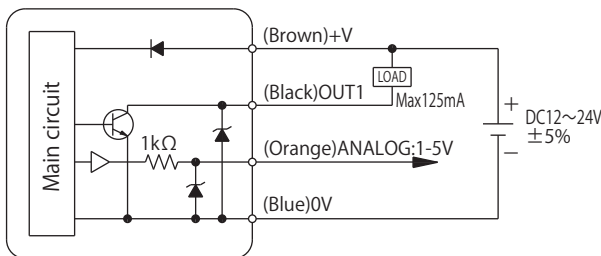 (Brown)+V
LOAD
Max125mA
(Black)OUT1
Main circuit
1kΩ
(Orange)ANALOG:1-5V
(Blue)0V
+
DC12～24V
±5%
−